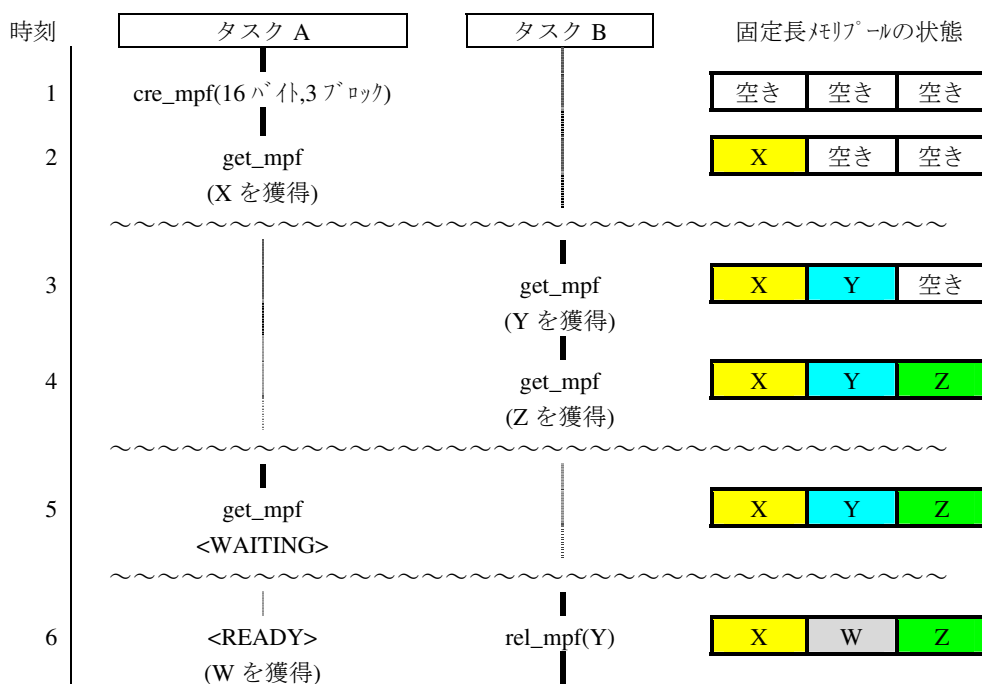 時刻 タスク A タスク B 固定長ﾒﾓﾘﾌﾟｰﾙの状態
1 cre_mpf(16 ﾊﾞｲﾄ,3 ﾌﾞﾛｯｸ) 空き 空き 空き
2 get_mpf X 空き 空き
(X を獲得)
～～～～～～～～～～～～～～～～～～～～～～～～～～～～～～～～～～～
3 get_mpf X Y 空き
(Y を獲得)
4 get_mpf X Y Z
(Z を獲得)
～～～～～～～～～～～～～～～～～～～～～～～～～～～～～～～～～～～
5 get_mpf X Y Z
<WAITING>
～～～～～～～～～～～～～～～～～～～～～～～～～～～～～～～～～～～
6 <READY> rel_mpf(Y) X W Z
(W を獲得)